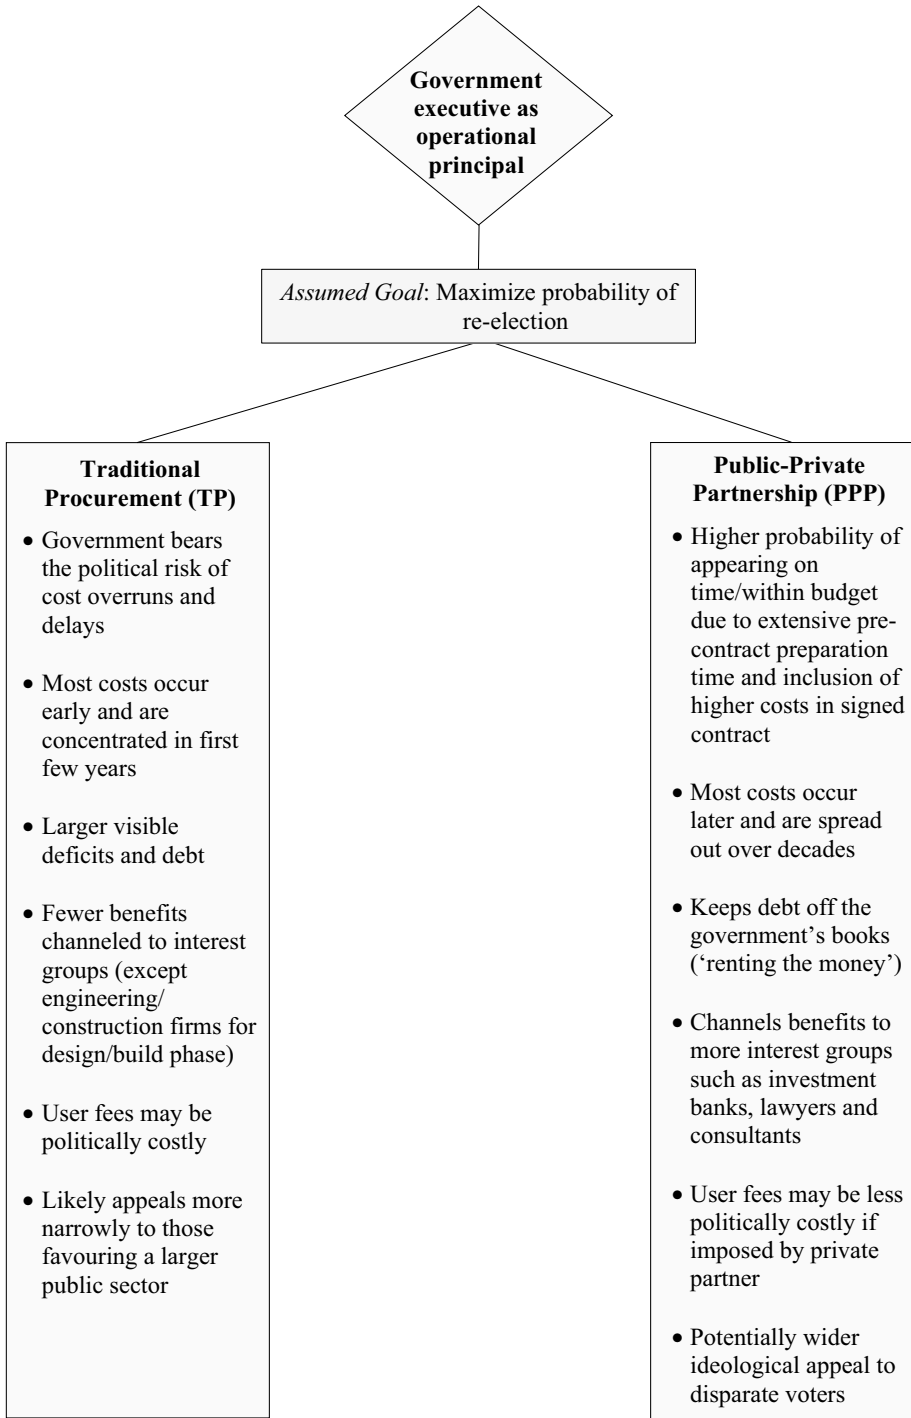 Government
executive as
operational
principal
Assumed Goal: Maximize probability of
re-election
Traditional
Procurement (TP)
• Government bears
the political risk of
cost overruns and
delays
• Most costs occur
early and are
concentrated in first
few years
• Larger visible
deficits and debt
• Fewer benefits
channeled to interest
groups (except
engineering/
construction firms for
design/build phase)
• User fees may be
politically costly
• Likely appeals more
narrowly to those
favouring a larger
public sector
Public-Private
Partnership (PPP)
• Higher probability of
appearing on
time/within budget
due to extensive pre-
contract preparation
time and inclusion of
higher costs in signed
contract
• Most costs occur
later and are spread
out over decades
• Keeps debt off the
government’s books
(‘renting the money’)
• Channels benefits to
more interest groups
such as investment
banks, lawyers and
consultants
• User fees may be less
politically costly if
imposed by private
partner
• Potentially wider
ideological appeal to
disparate voters